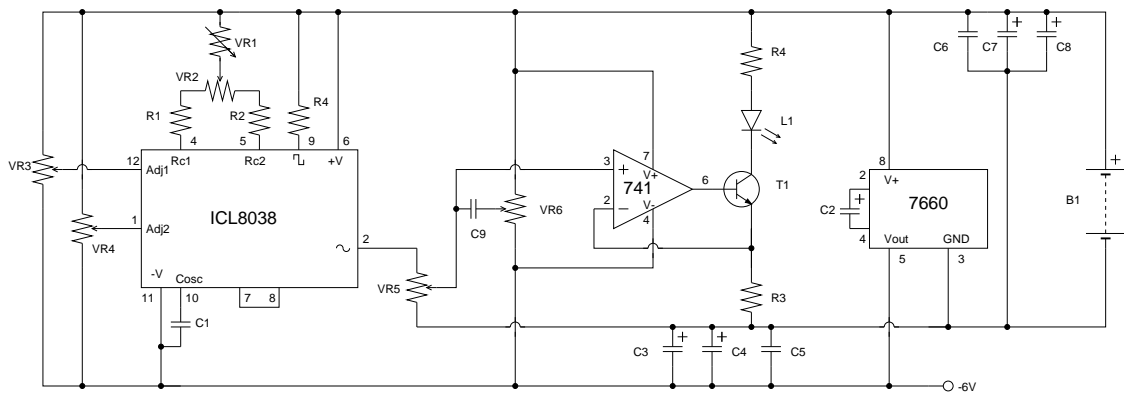 VR1
VR2
R1
R2
R4
4
5
9
6
Rc1
Rc2
+V
VR3
12
Adj1
ICL8038
1
Adj2
VR4
2
-V
Cosc
11
10
7
8
C1
VR5
C9
VR6
3
+
2
−
741
7
V+
V-
4
6
R4
L1
T1
R3
C3
+
+
C4
C5
8
V+
2
+
C2
4
7660
Vout
GND
5
3
C6
C7
+
+
C8
+
B1
-6V